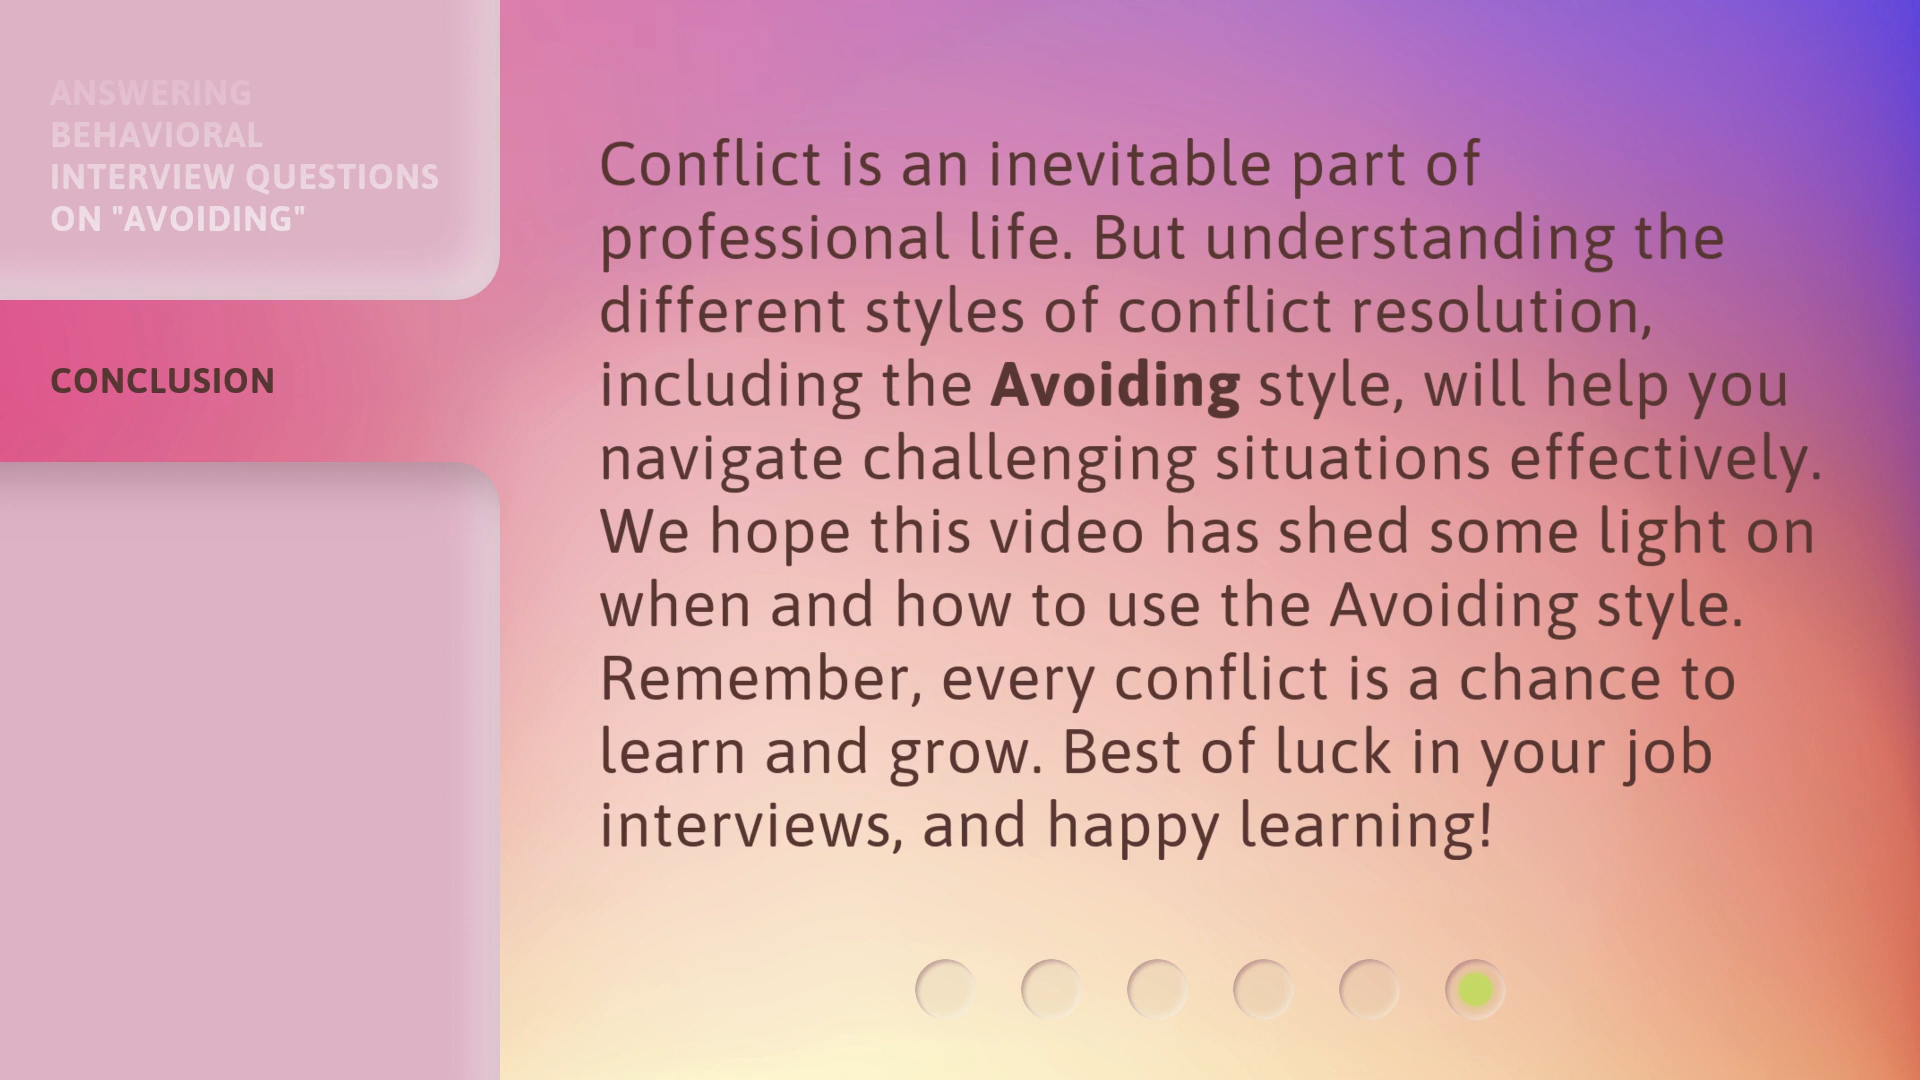 ANSWERING
BEHAVIORAL
INTERVIEW QUESTIONS
ON "AVOIDING"
CONCLUSION
Conflict is an inevitable part of
professional life. But understanding the
different styles of conflict resolution,
including the Avoiding style, will help you
navigate challenging situations effectively.
We hope this video has shed some light on
when and how to use the Avoiding style.
Remember, every conflict is a chance to
learn and grow. Best of luck in your job
interviews, and happy learning!